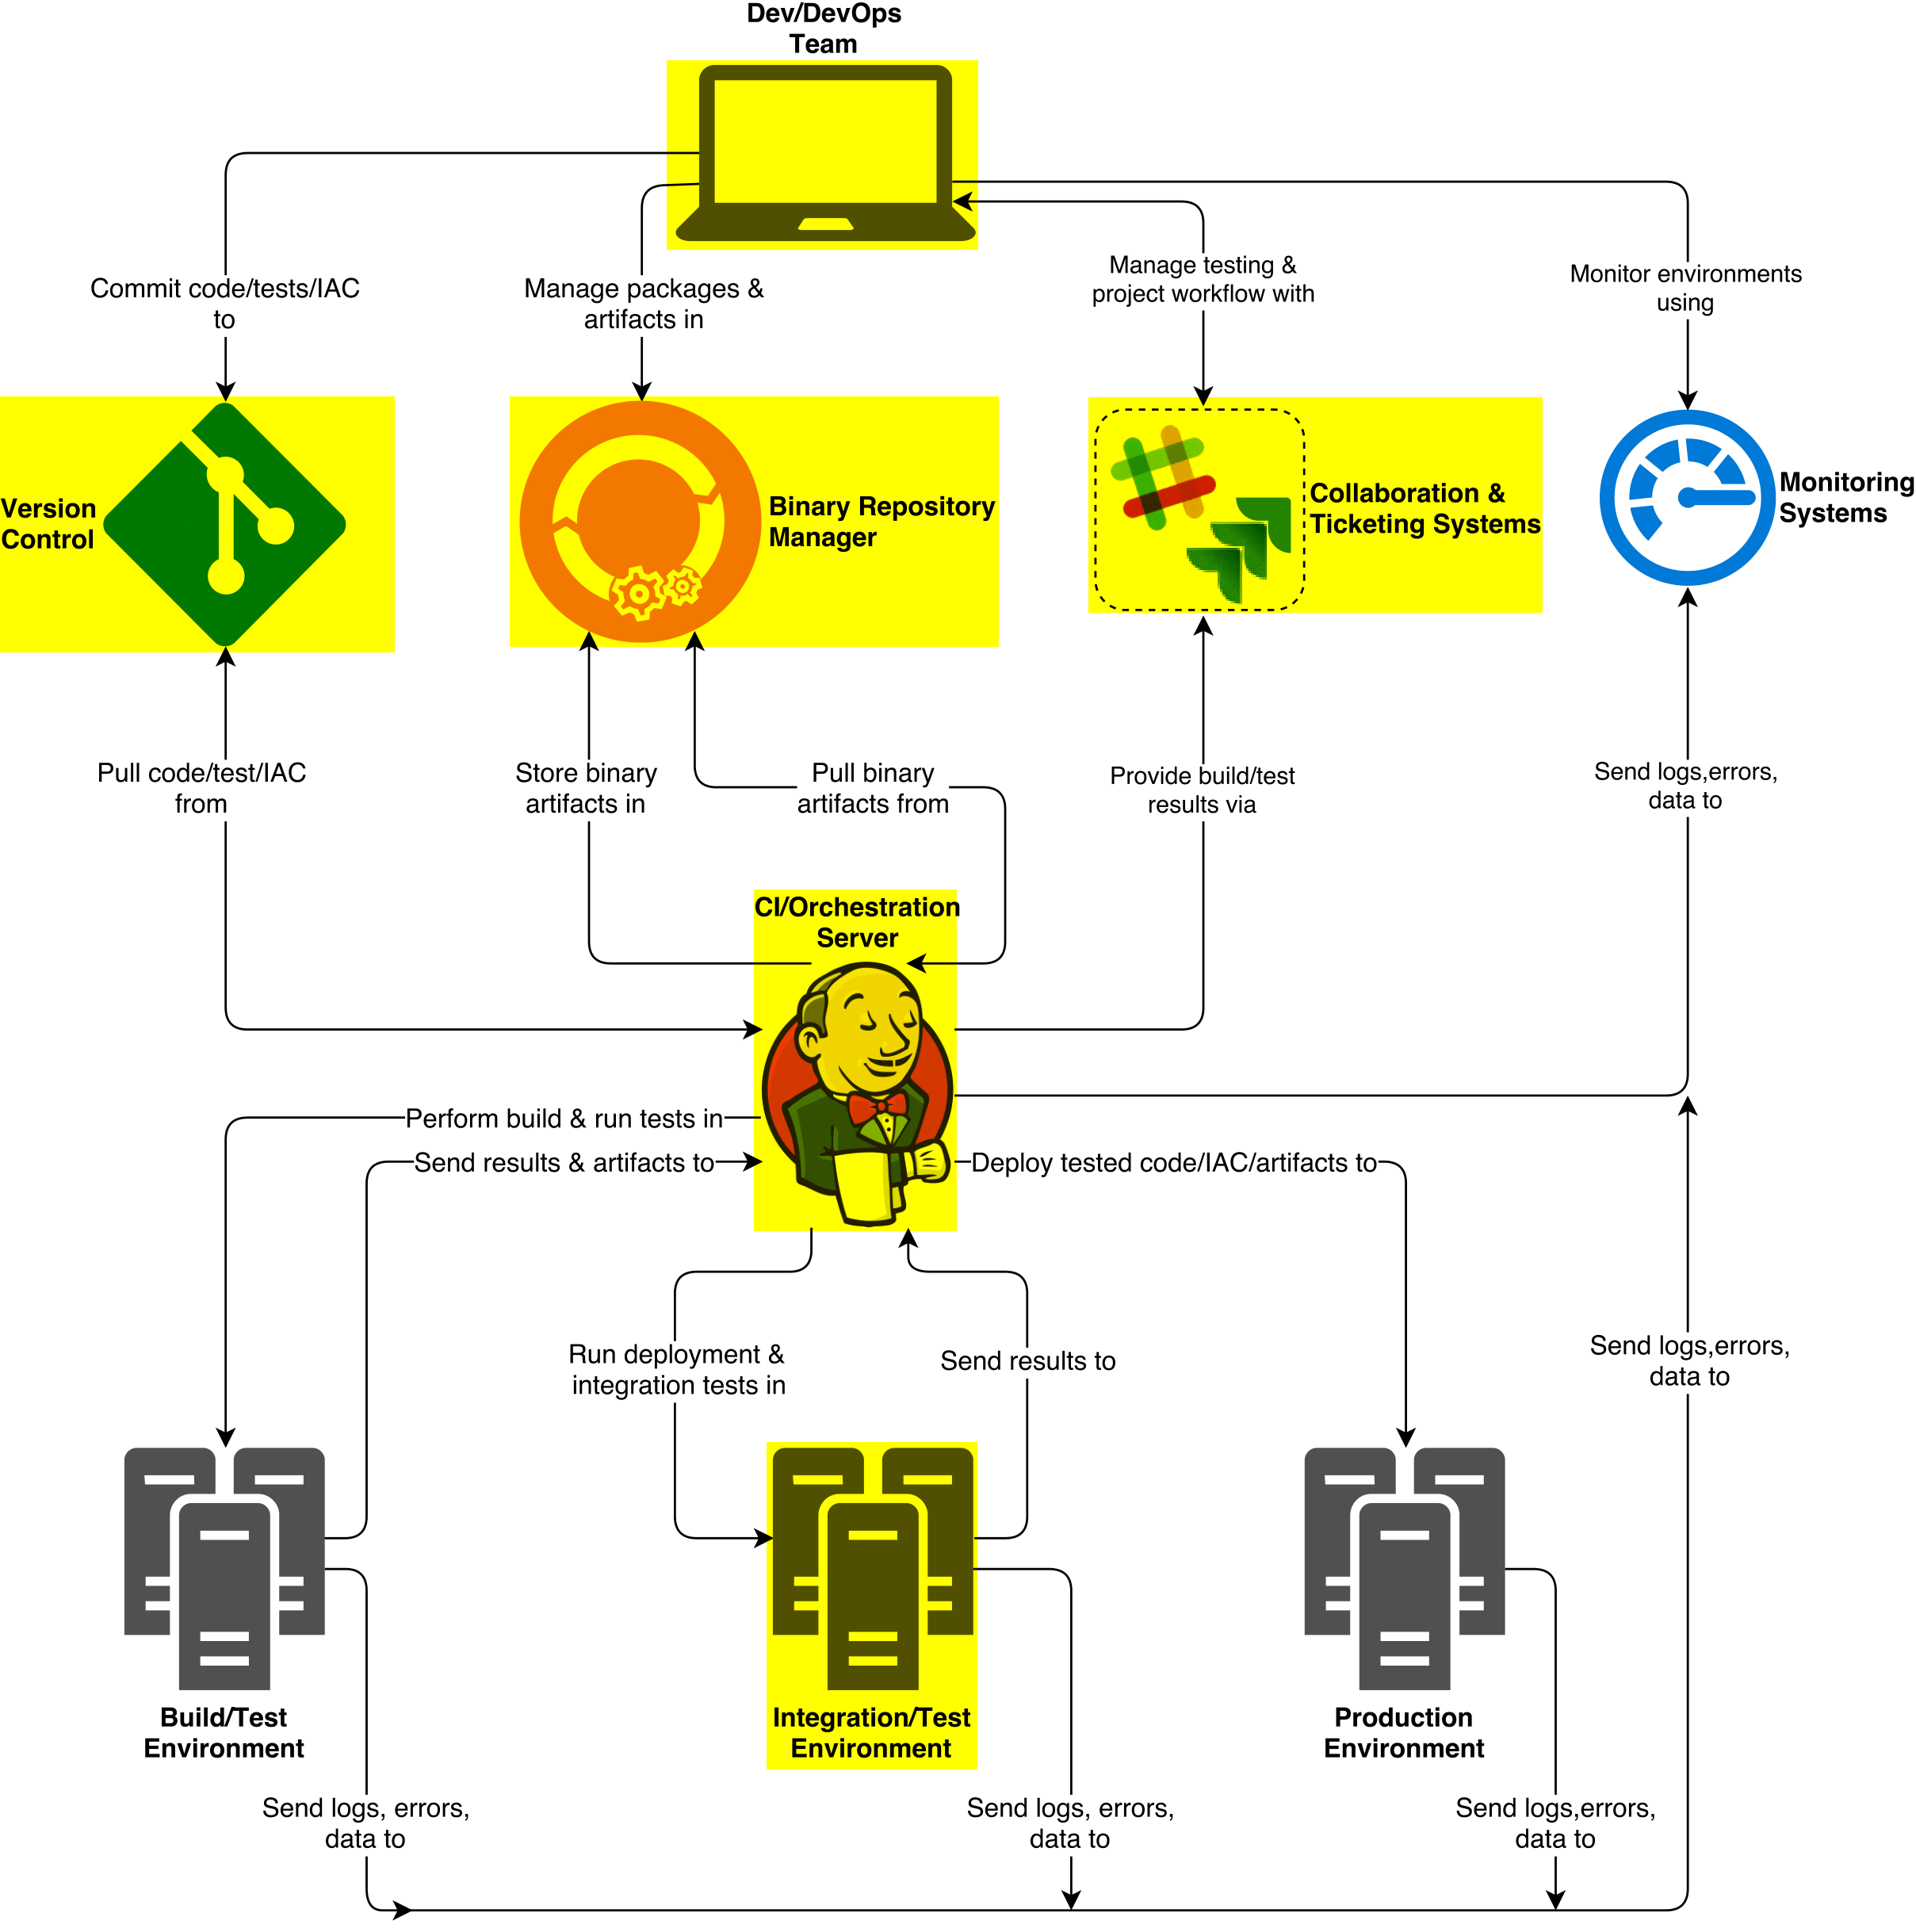 Dev/DevOps
Team
Commit code/tests/IAC
to
Manage packages &
artifacts in
Manage testing &
project workflow with
Monitor environments
using
Version
Control
Binary Repository
Manager
Collaboration &
Ticketing Systems
Monitoring
Systems
Pull code/test/IAC
from
Store binary
artifacts in
Pull binary
artifacts from
Provide build/test
results via
Send logs,errors,
data to
CI/Orchestration
Server
Perform build & run tests in
Send results & artifacts to
Deploy tested code/IAC/artifacts to
Run deployment &
integration tests in
Send results to
Send logs,errors,
data to
Build/Test
Environment
Integration/Test
Environment
Production
Environment
Send logs, errors,
data to
Send logs, errors,
data to
Send logs,errors,
data to